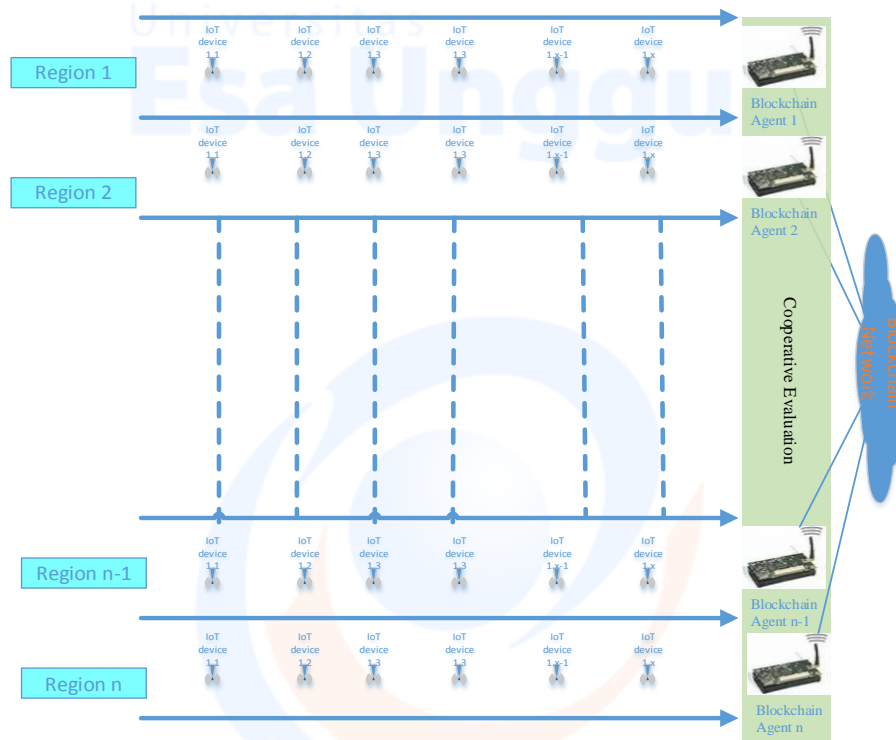 Universitas
Esa Unggu
Region 1
IoT
device
1.1
IoT
device
1.2
IoT
device
1.3
IoT
device
1.3
IoT
device
1.x-1
IoT
device
1.x
Blockchain
Agent 1
Region 2
IoT
device
1.1
IoT
device
1.2
IoT
device
1.3
IoT
device
1.3
IoT
device
1.x-1
IoT
device
1.x
Blockchain
Agent 2
Cooperative Evaluation
Blockchain
Network
Region n-1
IoT
device
1.1
IoT
device
1.2
IoT
device
1.3
IoT
device
1.3
IoT
device
1.x-1
IoT
device
1.x
Blockchain
Agent n-1
Region n
IoT
device
1.1
IoT
device
1.2
IoT
device
1.3
IoT
device
1.3
IoT
device
1.x-1
IoT
device
1.x
Blockchain
Agent n